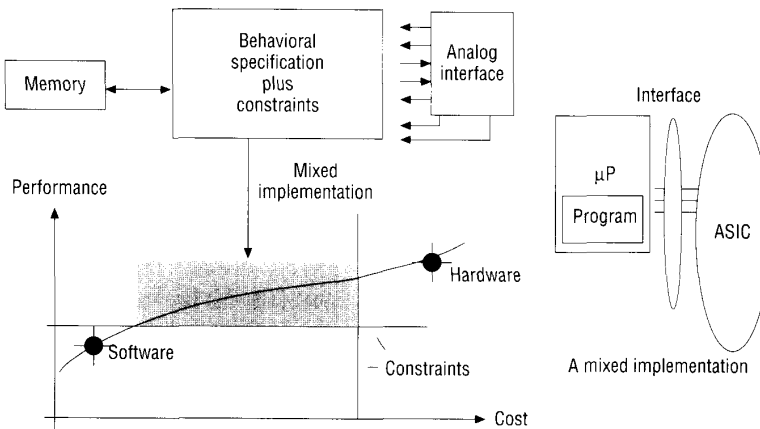 Memory
Behavioral
specification
plus
constraints
Analog
interface
Performance
Mixed
implementation
Hardware
Software
Constraints
Cost
Interface
μP
Program
ASIC
A mixed implementation